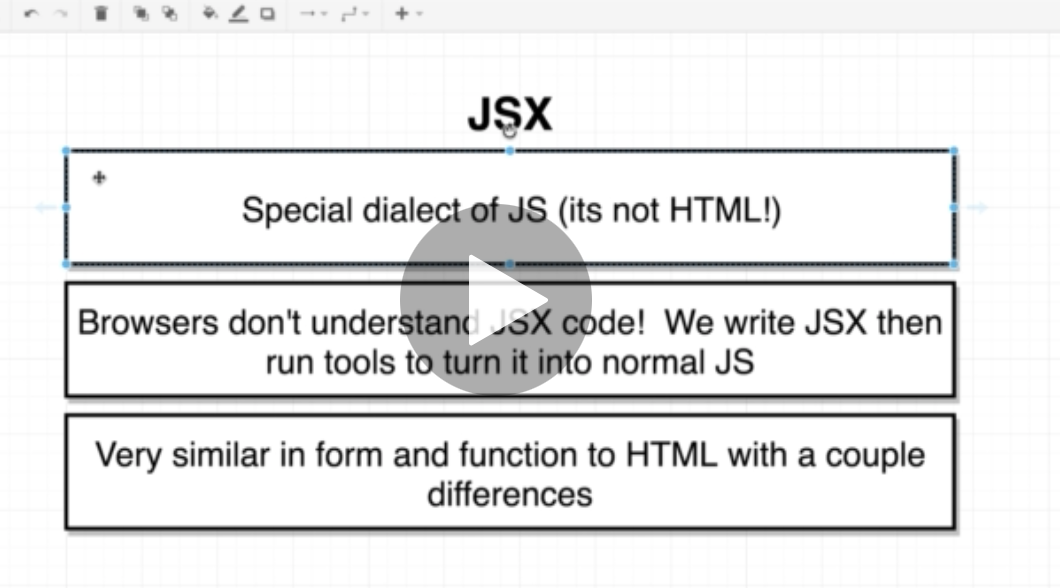 JSX
Special dialect of JS (its not HTML!)
Browsers don't understand JSX code!  We write JSX then
run tools to turn it into normal JS
Very similar in form and function to HTML with a couple
differences